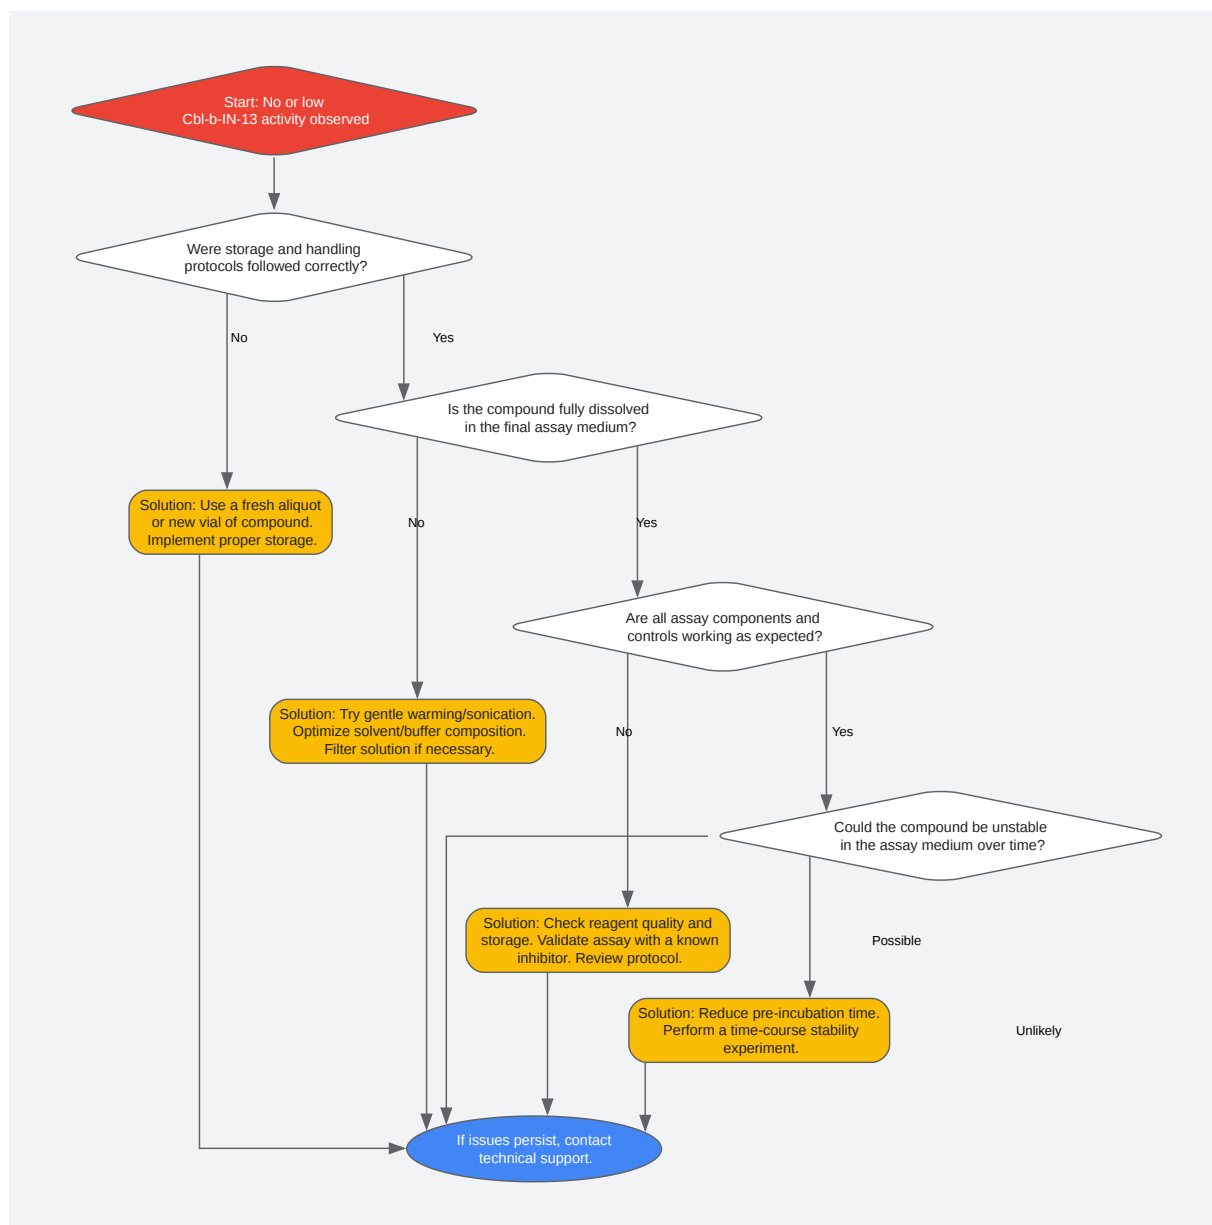 Start: No or low
Cbl-b-IN-13 activity observed
Were storage and handling
protocols followed correctly?
No
Yes
Is the compound fully dissolved
in the final assay medium?
Solution: Use a fresh aliquot
or new vial of compound.
Implement proper storage.
No
Yes
Are all assay components and
controls working as expected?
Solution: Try gentle warming/sonication.
Optimize solvent/buffer composition.
Filter solution if necessary.
No
Yes
Could the compound be unstable
in the assay medium over time?
Solution: Check reagent quality and
storage. Validate assay with a known
inhibitor. Review protocol.
Possible
Solution: Reduce pre-incubation time.
Perform a time-course stability
experiment.
Unlikely
If issues persist, contact
technical support.